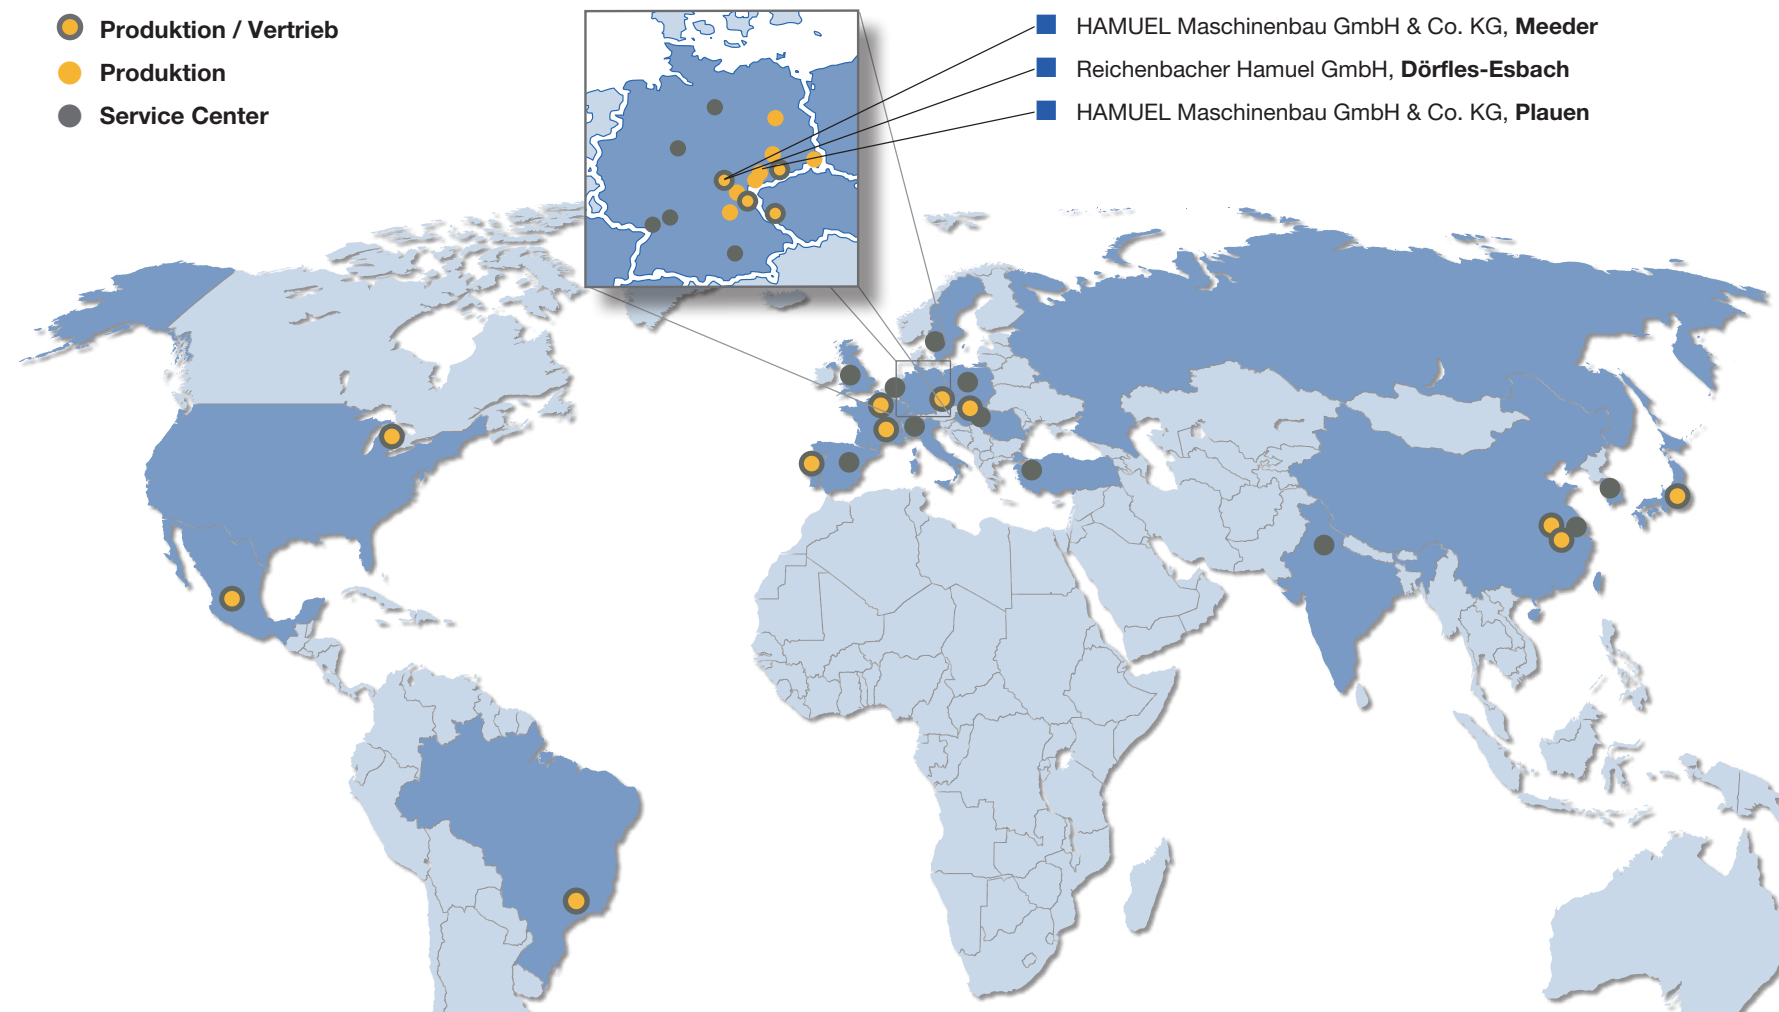 Produktion / Vertrieb
Produktion
Service Center
HAMUEL Maschinenbau GmbH & Co. KG, Meeder
Reichenbacher Hamuel GmbH, Dörfles-Esbach
HAMUEL Maschinenbau GmbH & Co. KG, Plauen